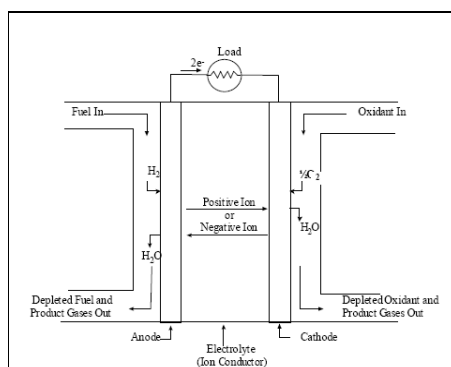 Load
2e-
Fuel In
Oxidant In
H2
½C2
Positive Ion
or
Negative Ion
H2O
H2O
Depleted Fuel and
Product Gases Out
Depleted Oxidant and
Product Gases Out
Anode
Cathode
Electrolyte
(Ion Conductor)